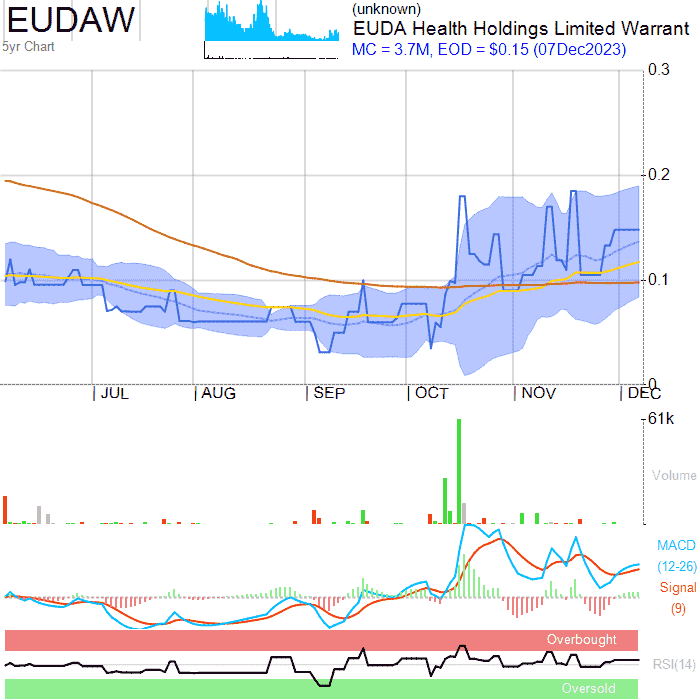 EUDAW
5yr Chart
(unknown)
EUDA Health Holdings Limited Warrant
MC = 3.7M, EOD = $0.15 (07Dec2023)
0.3
0.2
0.1
0
JUL AUG SEP OCT NOV DEC
61k
Volume
MACD
(12-26)
Signal
(9)
Overbought
RSI(14)
Oversold